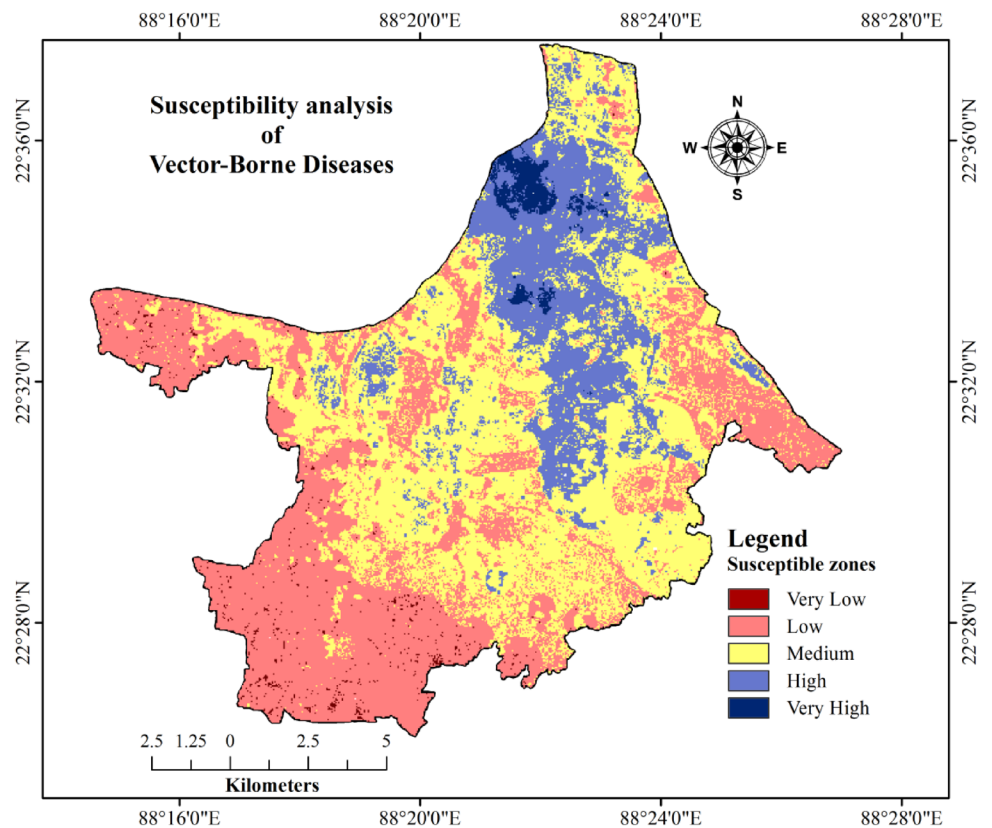 88°16'0"E 88°20'0"E 88°24'0"E 88°28'0"E
Susceptibility analysis
of
Vector-Borne Diseases
N
W E
S
22°36'0"N 22°36'0"N
22°32'0"N 22°32'0"N
22°28'0"N 22°28'0"N
Legend
Susceptible zones
Very Low
Low
Medium
High
Very High
2.5 1.25 0 2.5 5
Kilometers
88°16'0"E 88°20'0"E 88°24'0"E 88°28'0"E